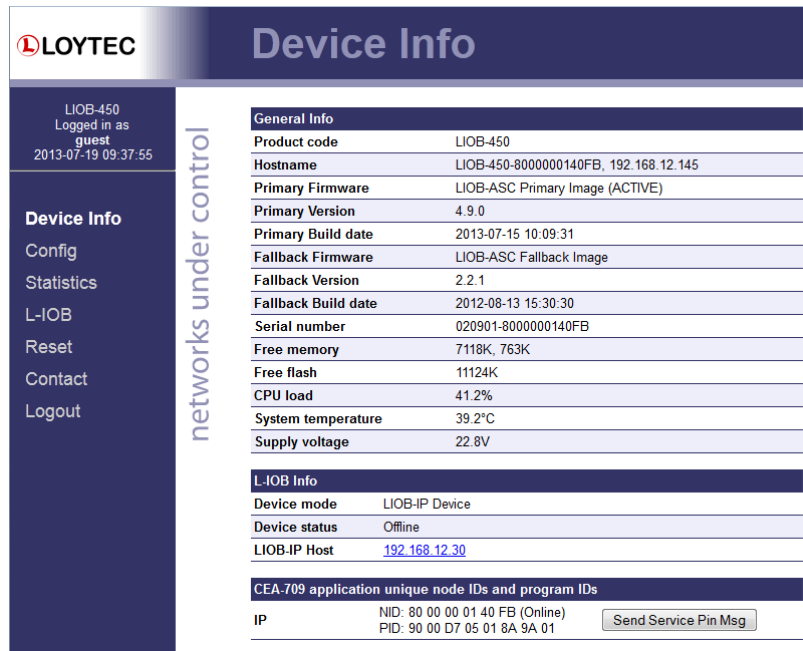 LOYTEC
Device Info
LIOB-450
Logged in as
guest
2013-07-19 09:37:55
Device Info
Config
Statistics
L-IOB
Reset
Contact
Logout
networks under control
General Info
Product code LIOB-450
Hostname LIOB-450-8000000140FB, 192.168.12.145
Primary Firmware LIOB-ASC Primary Image (ACTIVE)
Primary Version 4.9.0
Primary Build date 2013-07-15 10:09:31
Fallback Firmware LIOB-ASC Fallback Image
Fallback Version 2.2.1
Fallback Build date 2012-08-13 15:30:30
Serial number 020901-8000000140FB
Free memory 7118K, 763K
Free flash 11124K
CPU load 41.2%
System temperature 39.2°C
Supply voltage 22.8V
L-IOB Info
Device mode LIOB-IP Device
Device status Offline
LIOB-IP Host 192.168.12.30
CEA-709 application unique node IDs and program IDs
IP NID: 80 00 00 01 40 FB (Online)
PID: 90 00 D7 05 01 8A 9A 01
Send Service Pin Msg